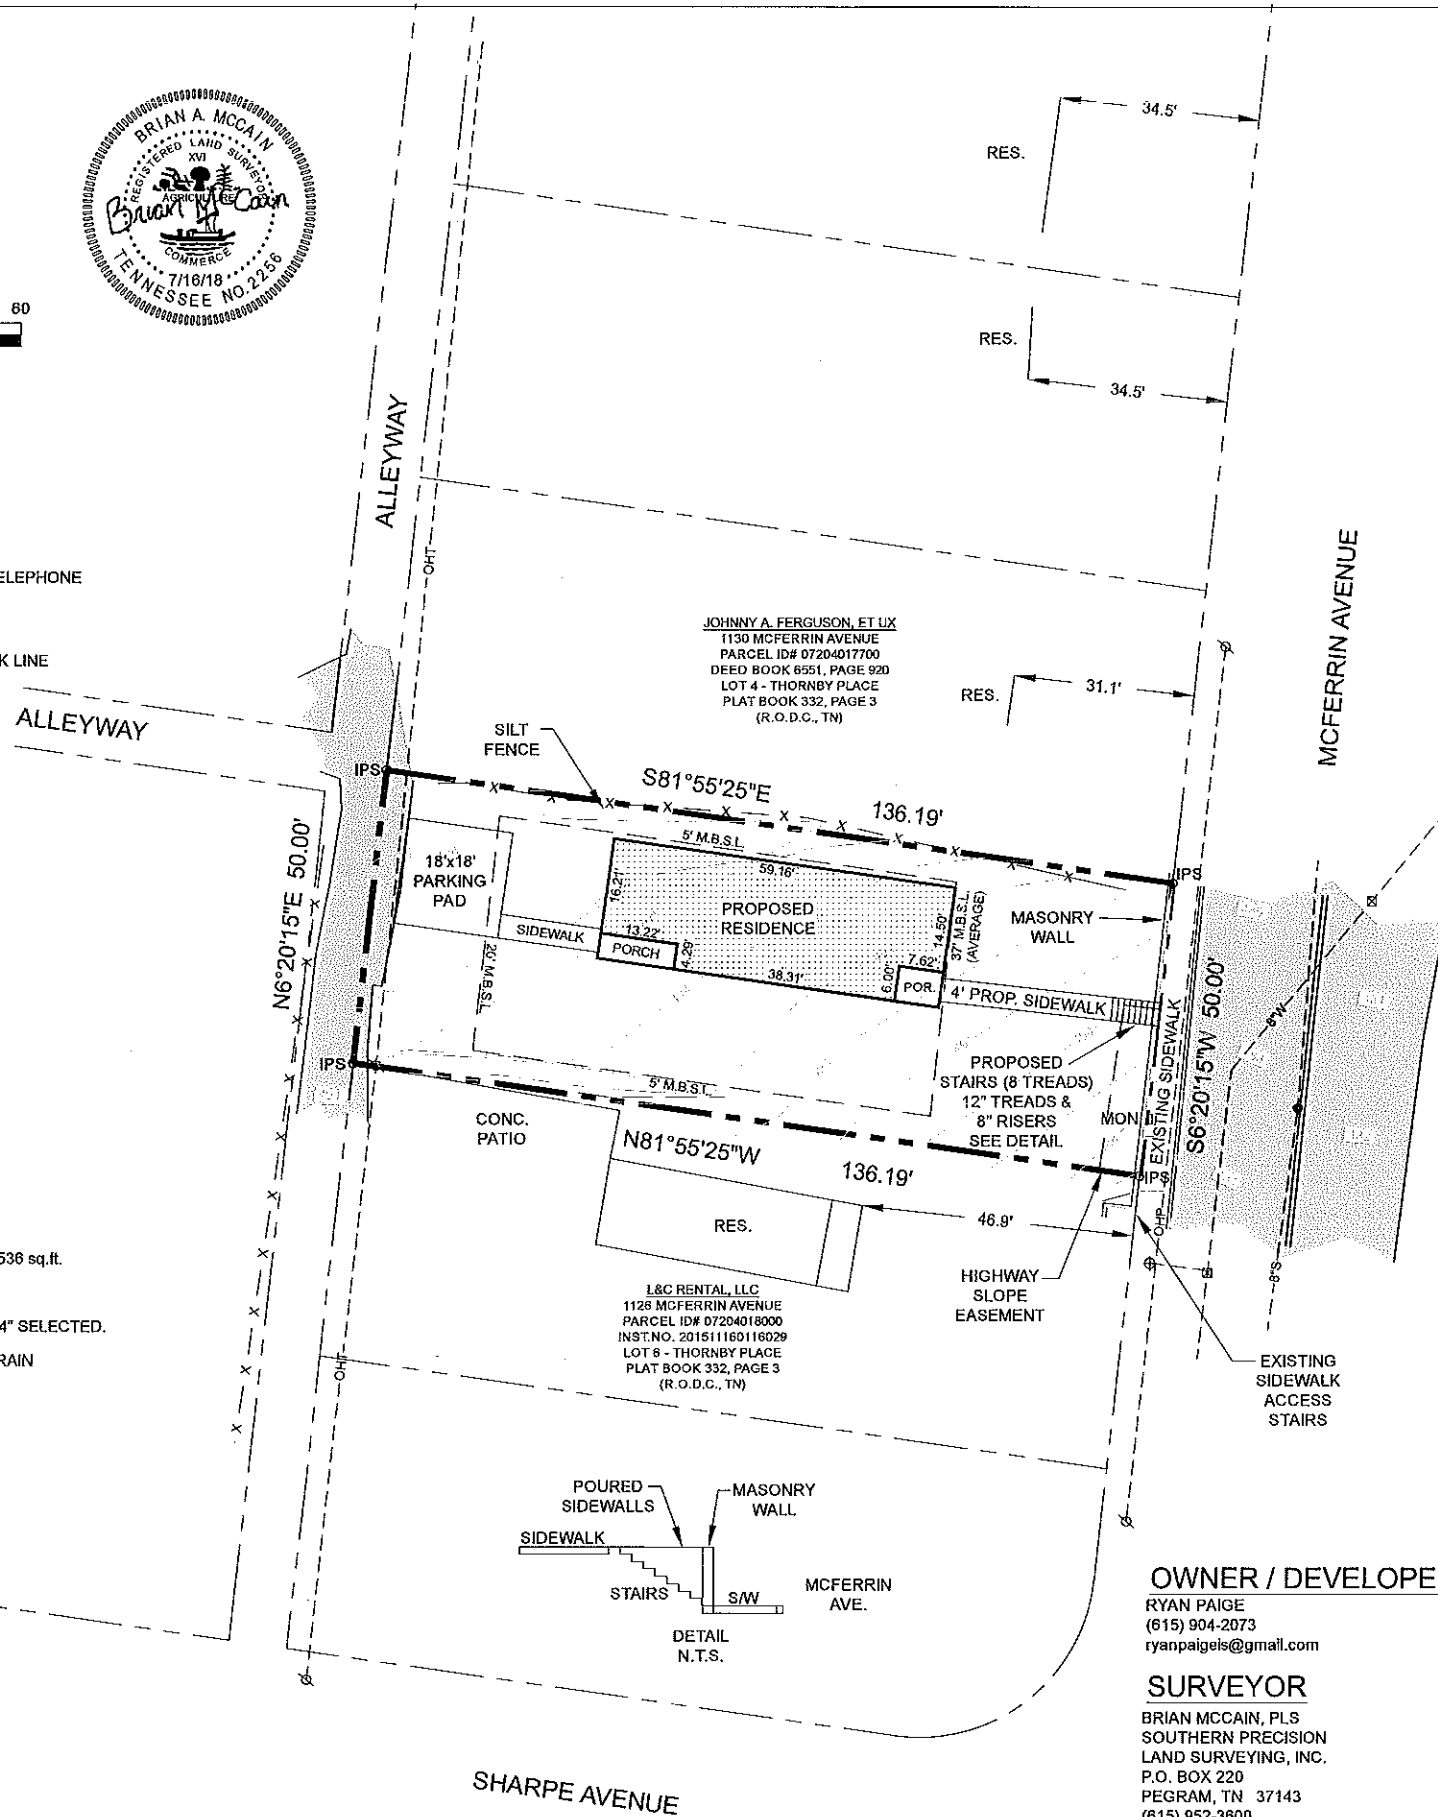 BRIAN A. MCCAIN
REGISTERED LAND SURVEYOR
XVI
AGRICULTURE
Brian McCain
COMMERCE
7/16/18
TENNESSEE NO. 2256
60
34.5'
RES.
RES.
34.5'
ALLEYWAY
OHT
MCFERRIN AVENUE
ELEPHONE
K LINE
JOHNNY A. FERGUSON, ET UX
1130 MCFERRIN AVENUE
PARCEL ID# 07204017700
DEED BOOK 6551, PAGE 920
LOT 4 - THORNBY PLACE
PLAT BOOK 332, PAGE 3
(R.O.D.C., TN)
RES.
31.1'
ALLEYWAY
SILT
FENCE
IPS
S81°55'25"E
136.19'
5' M.B.S.L
IPS
N6°20'15"E 50.00'
18'x18'
PARKING
PAD
59.16'
16.21'
PROPOSED
RESIDENCE
14.50'
37' M.B.S.L
(AVERAGE)
MASONRY
WALL
SIDEWALK
13.22'
PORCH
4.29'
38.31'
7.62'
6.00'
POR.
20' M.B.S.L
4' PROP. SIDEWALK
EXISTING SIDEWALK
S6°20'15"W 50.00'
8"W
PROPOSED
STAIRS (8 TREADS)
12" TREADS &
8" RISERS
SEE DETAIL
MON
IPS
5' M.B.S.L.
CONC.
PATIO
N81°55'25"W
136.19'
IPS
RES.
46.9'
OHP
8"S
536 sq.ft.
HIGHWAY
SLOPE
EASEMENT
L&C RENTAL, LLC
1126 MCFERRIN AVENUE
PARCEL ID# 07204018000
INST.NO. 201511160116029
LOT 6 - THORNBY PLACE
PLAT BOOK 332, PAGE 3
(R.O.D.C., TN)
4" SELECTED.
RAIN
OHT
EXISTING
SIDEWALK
ACCESS
STAIRS
POURED
SIDEWALLS
MASONRY
WALL
SIDEWALK
STAIRS
S/W
MCFERRIN
AVE.
DETAIL
N.T.S.
OWNER / DEVELOPE
RYAN PAIGE
(615) 904-2073
ryanpaigeis@gmail.com
SURVEYOR
BRIAN MCCAIN, PLS
SOUTHERN PRECISION
LAND SURVEYING, INC.
P.O. BOX 220
PEGRAM, TN 37143
(615) 952-3600
SHARPE AVENUE